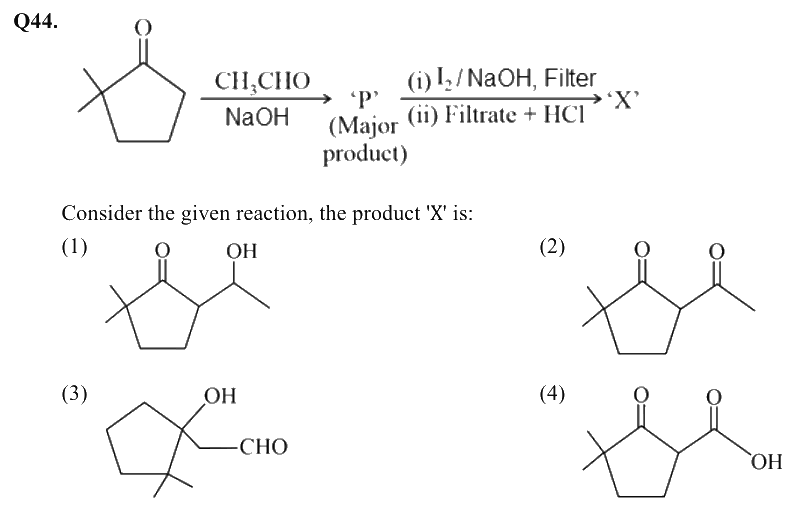 Q44.
O
CH₃CHO
NaOH
‘P’
(Major
product)
(i) I₂ / NaOH, Filter
(ii) Filtrate + HCl
‘X’
Consider the given reaction, the product 'X' is:
(1)
O
OH
(2)
O
O
(3)
OH
CHO
(4)
O
O
OH